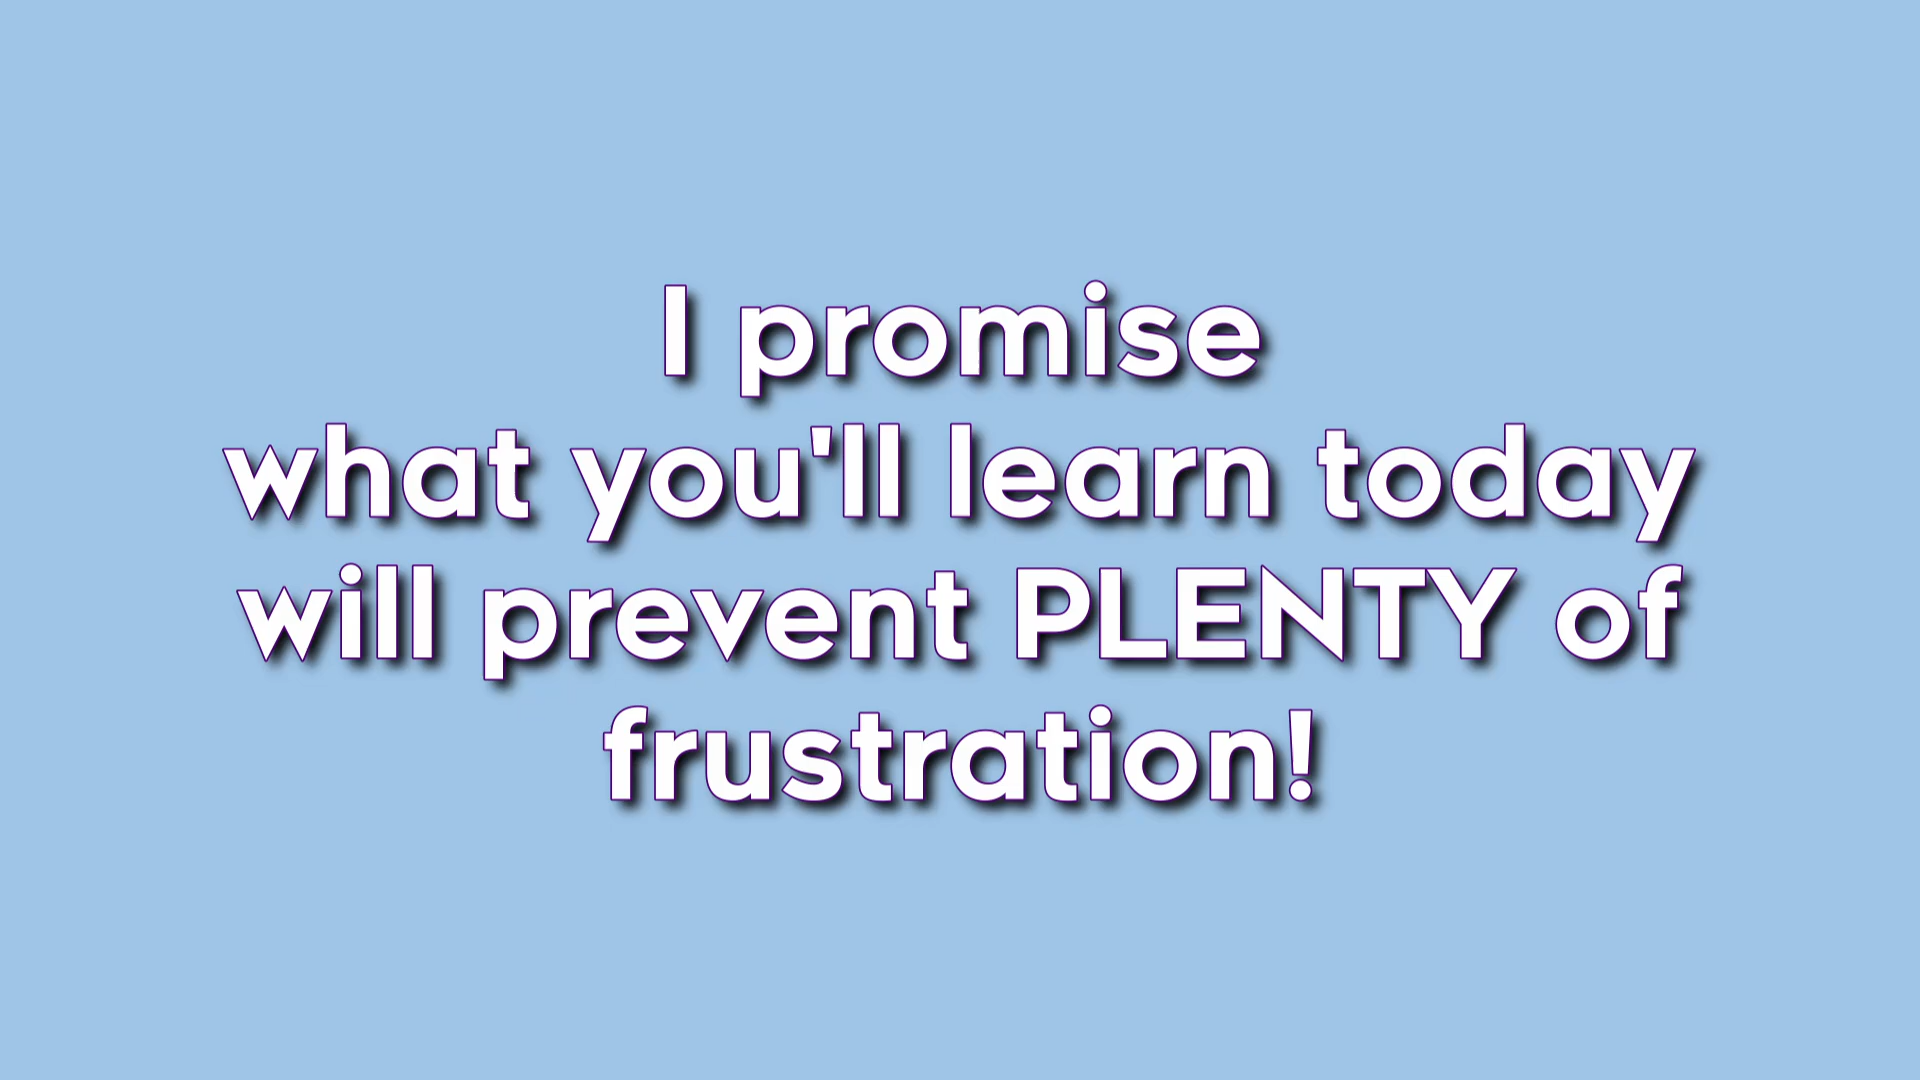 I promise
what you'll learn today
will prevent PLENTY of
frustration!